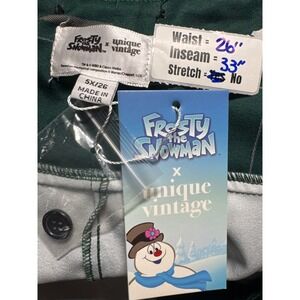 FROSTY
THE
SNOWMAN
x unique
vintage
Waist = 26"
Inseam = 33"
Stretch = No
5X/26
MADE IN
CHINA
FROSTY
THE
SNOWMAN
x
unique
vintage